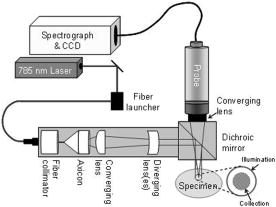 Spectrograph
& CCD
785 nm Laser
Fiber
launcher
Probe
Converging
lens
Dichroic
mirror
Fiber
collimator
Axicon
Converging
lens
Diverging
lens(es)
Specimen
Illumination
Collection